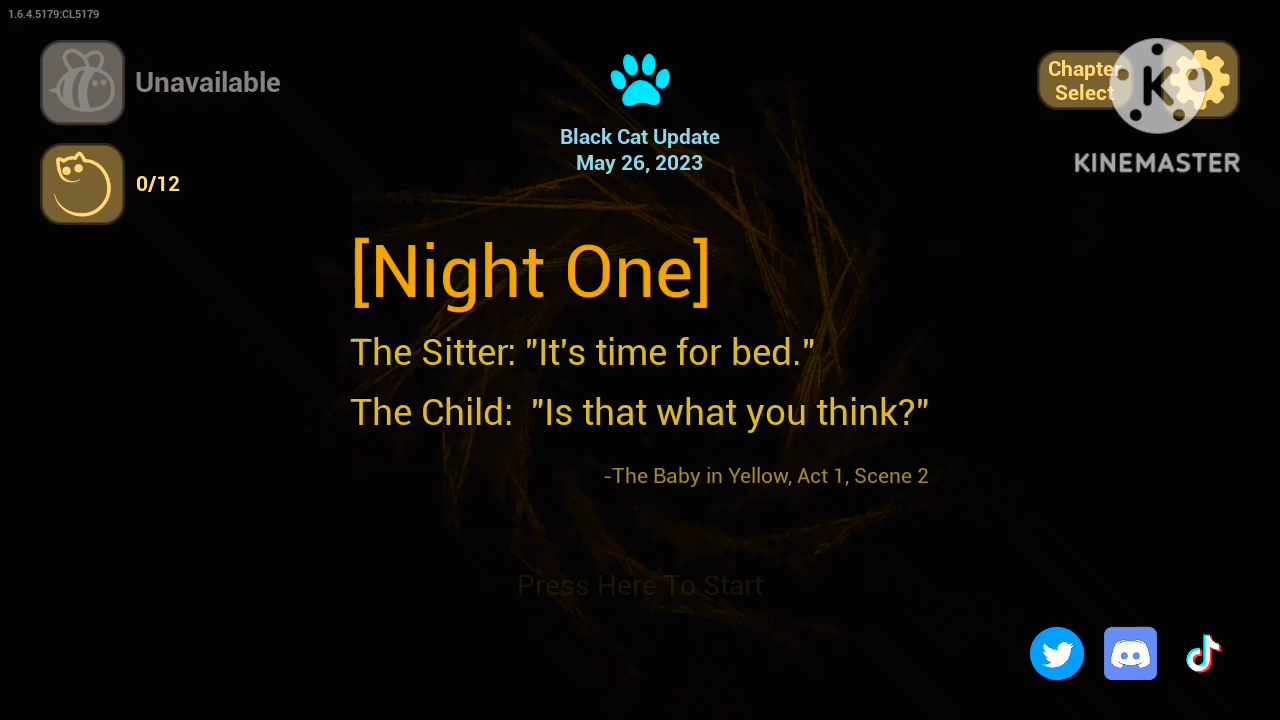 1.6.4.5179:CL5179
Unavailable
0/12
Black Cat Update
May 26, 2023
Chapter
Select
K
KINEMASTER
[Night One]
The Sitter: "It's time for bed."
The Child:  "Is that what you think?"
-The Baby in Yellow, Act 1, Scene 2
Press Here To Start